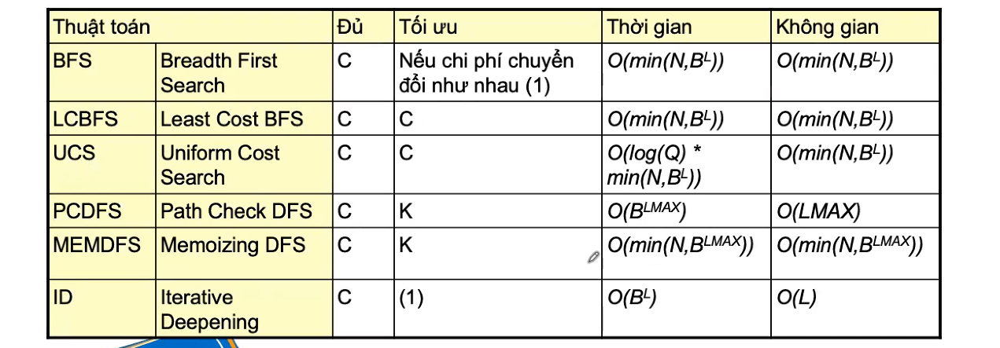 Thuật toán Đủ Tối ưu Thời gian Không gian
BFS Breadth First C Nếu chi phí chuyển O(min(N,B^L)) O(min(N,B^L))
Search đổi như nhau (1)
LCBFS Least Cost BFS C C O(min(N,B^L)) O(min(N,B^L))
UCS Uniform Cost C C O(log(Q) * O(min(N,B^L))
Search min(N,B^L))
PCDFS Path Check DFS C K O(B^LMAX) O(LMAX)
MEMDFS Memoizing DFS C K O(min(N,B^LMAX)) O(min(N,B^LMAX))
ID Iterative C (1) O(B^L) O(L)
Deepening